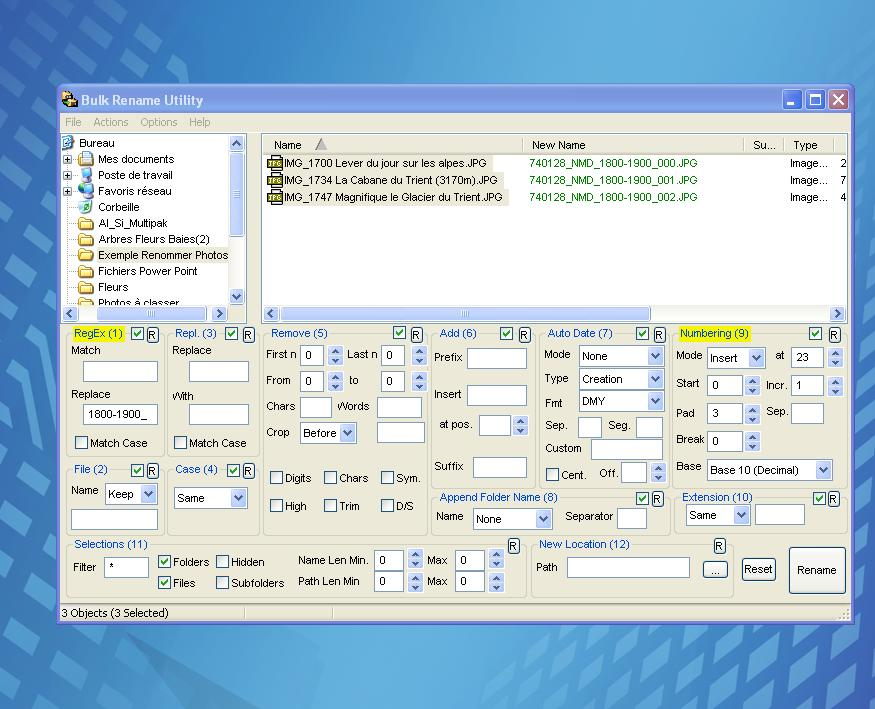 Bulk Rename Utility
File Actions Options Help
Bureau
Mes documents
Poste de travail
Favoris réseau
Corbeille
Al_Si_Multipak
Arbres Fleurs Baies(2)
Exemple Renommer Photos
Fichiers Power Point
Fleurs
Photos à classer
Name New Name Su... Type
JPG IMG_1700 Lever du jour sur les alpes.JPG 740128_NMD_1800-1900_000.JPG Image... 2
JPG IMG_1734 La Cabane du Trient (3170m).JPG 740128_NMD_1800-1900_001.JPG Image... 7
JPG IMG_1747 Magnifique le Glacier du Trient.JPG 740128_NMD_1800-1900_002.JPG Image... 4
RegEx (1) R
Match
Replace
1800-1900_
Match Case
Repl. (3) R
Replace
With
Match Case
Remove (5) R
First n 0 Last n 0
From 0 to 0
Chars Words
Crop Before
Digits Chars Sym.
High Trim D/S
Add (6) R
Prefix
Insert
at pos.
Suffix
Auto Date (7) R
Mode None
Type Creation
Fmt DMY
Sep. Seg.
Custom
Cent. Off.
Numbering (9) R
Mode Insert at 23
Start 0 Incr. 1
Pad 3 Sep.
Break 0
Base Base 10 (Decimal)
File (2) R
Name Keep
Case (4) R
Same
Append Folder Name (8) R
Name None Separator
Extension (10) R
Same
Selections (11) R
Filter * Folders Hidden Name Len Min. 0 Max 0
Files Subfolders Path Len Min 0 Max 0
New Location (12) R
Path ...
Reset
Rename
3 Objects (3 Selected)